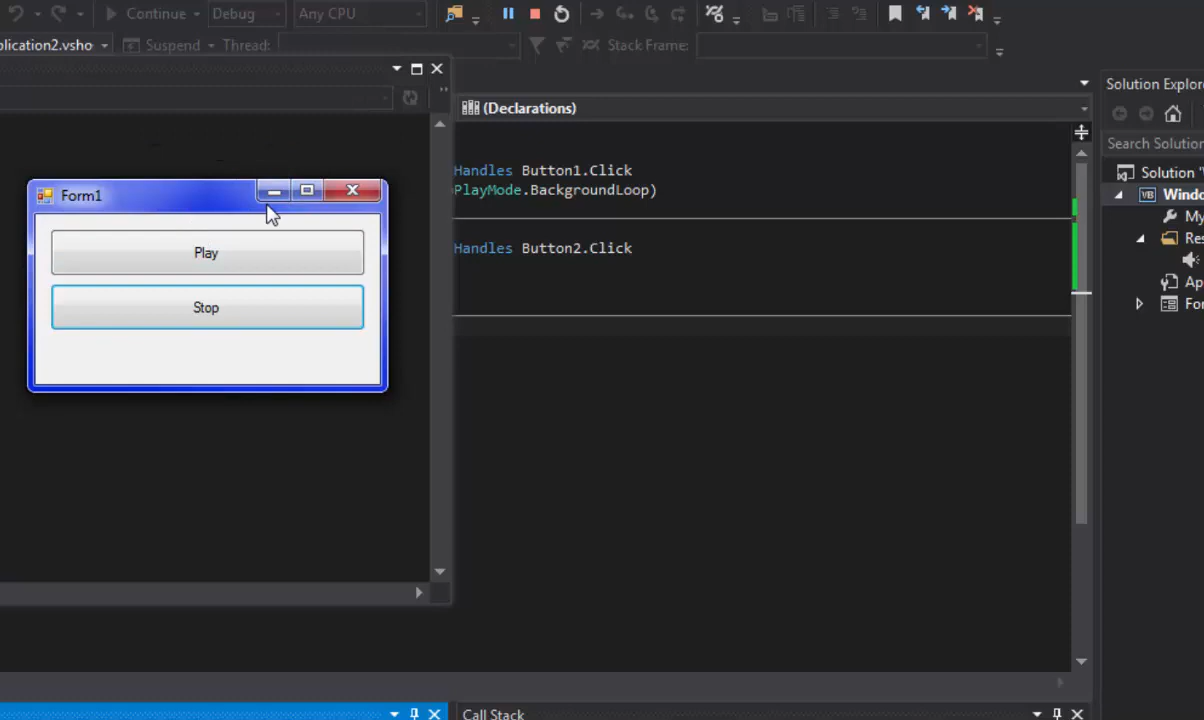 Continue Debug Any CPU
plication2.vsho Suspend Thread: Stack Frame:
Solution Explore
(Declarations)
Search Solution
Handles Button1.Click
PlayMode.BackgroundLoop)
Solution "
Windo
Form1
My
Res
Play
Handles Button2.Click
Ap
Stop
For
Call Stack